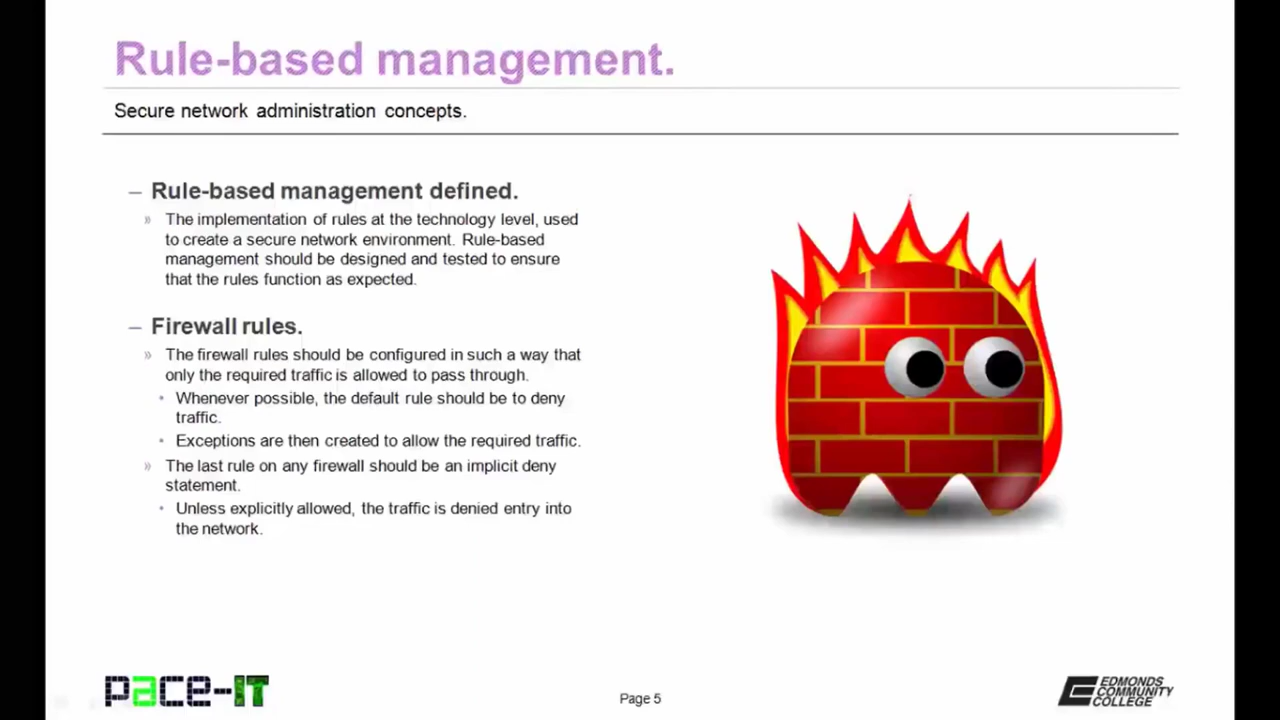 Rule-based management.
Secure network administration concepts.
– Rule-based management defined.
» The implementation of rules at the technology level, used
to create a secure network environment. Rule-based
management should be designed and tested to ensure
that the rules function as expected.
– Firewall rules.
» The firewall rules should be configured in such a way that
only the required traffic is allowed to pass through.
• Whenever possible, the default rule should be to deny
traffic.
• Exceptions are then created to allow the required traffic.
» The last rule on any firewall should be an implicit deny
statement.
• Unless explicitly allowed, the traffic is denied entry into
the network.
pace-IT
Page 5
EDMONDS
COMMUNITY
COLLEGE